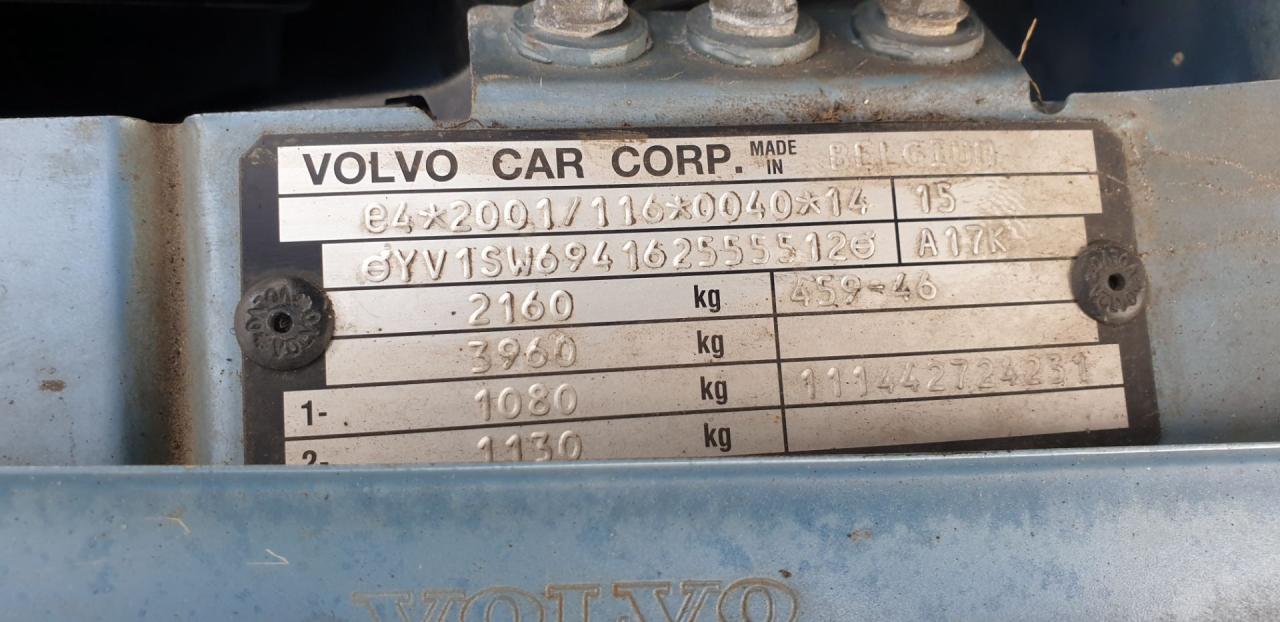 VOLVO CAR CORP. MADE IN BELGIUM
e4*2001/116*0040*14 15
YV1SW694162555512 A17K
2160 kg 459-46
3960 kg
1- 1080 kg 111442724231
2- 1130 kg
VOLVO